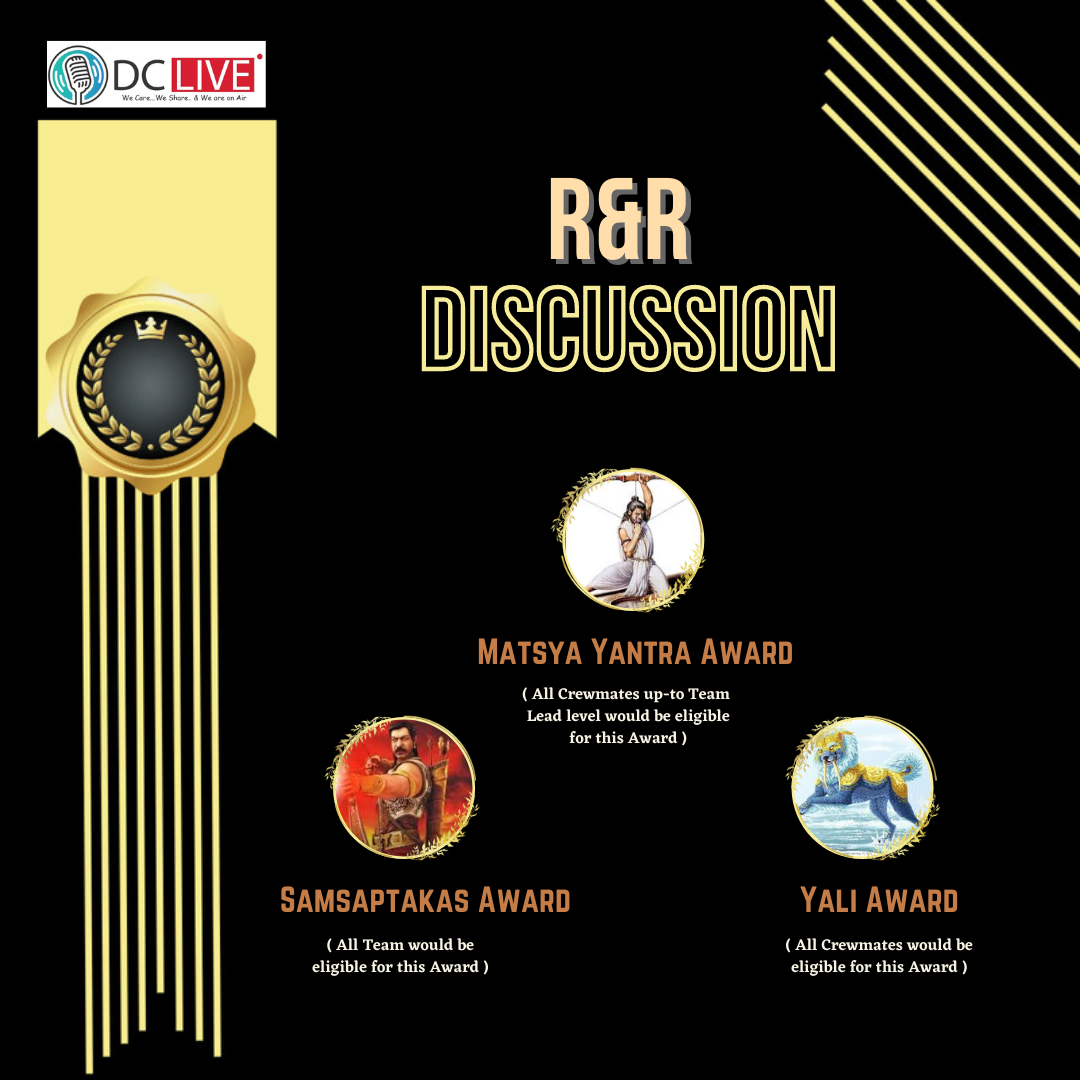 DC LIVE
We Care...We Share.. & We are on Air
R&R
DISCUSSION
Matsya Yantra Award
( All Crewmates up-to Team
Lead level would be eligible
for this Award )
Samsaptakas Award
( All Team would be
eligible for this Award )
Yali Award
( All Crewmates would be
eligible for this Award )